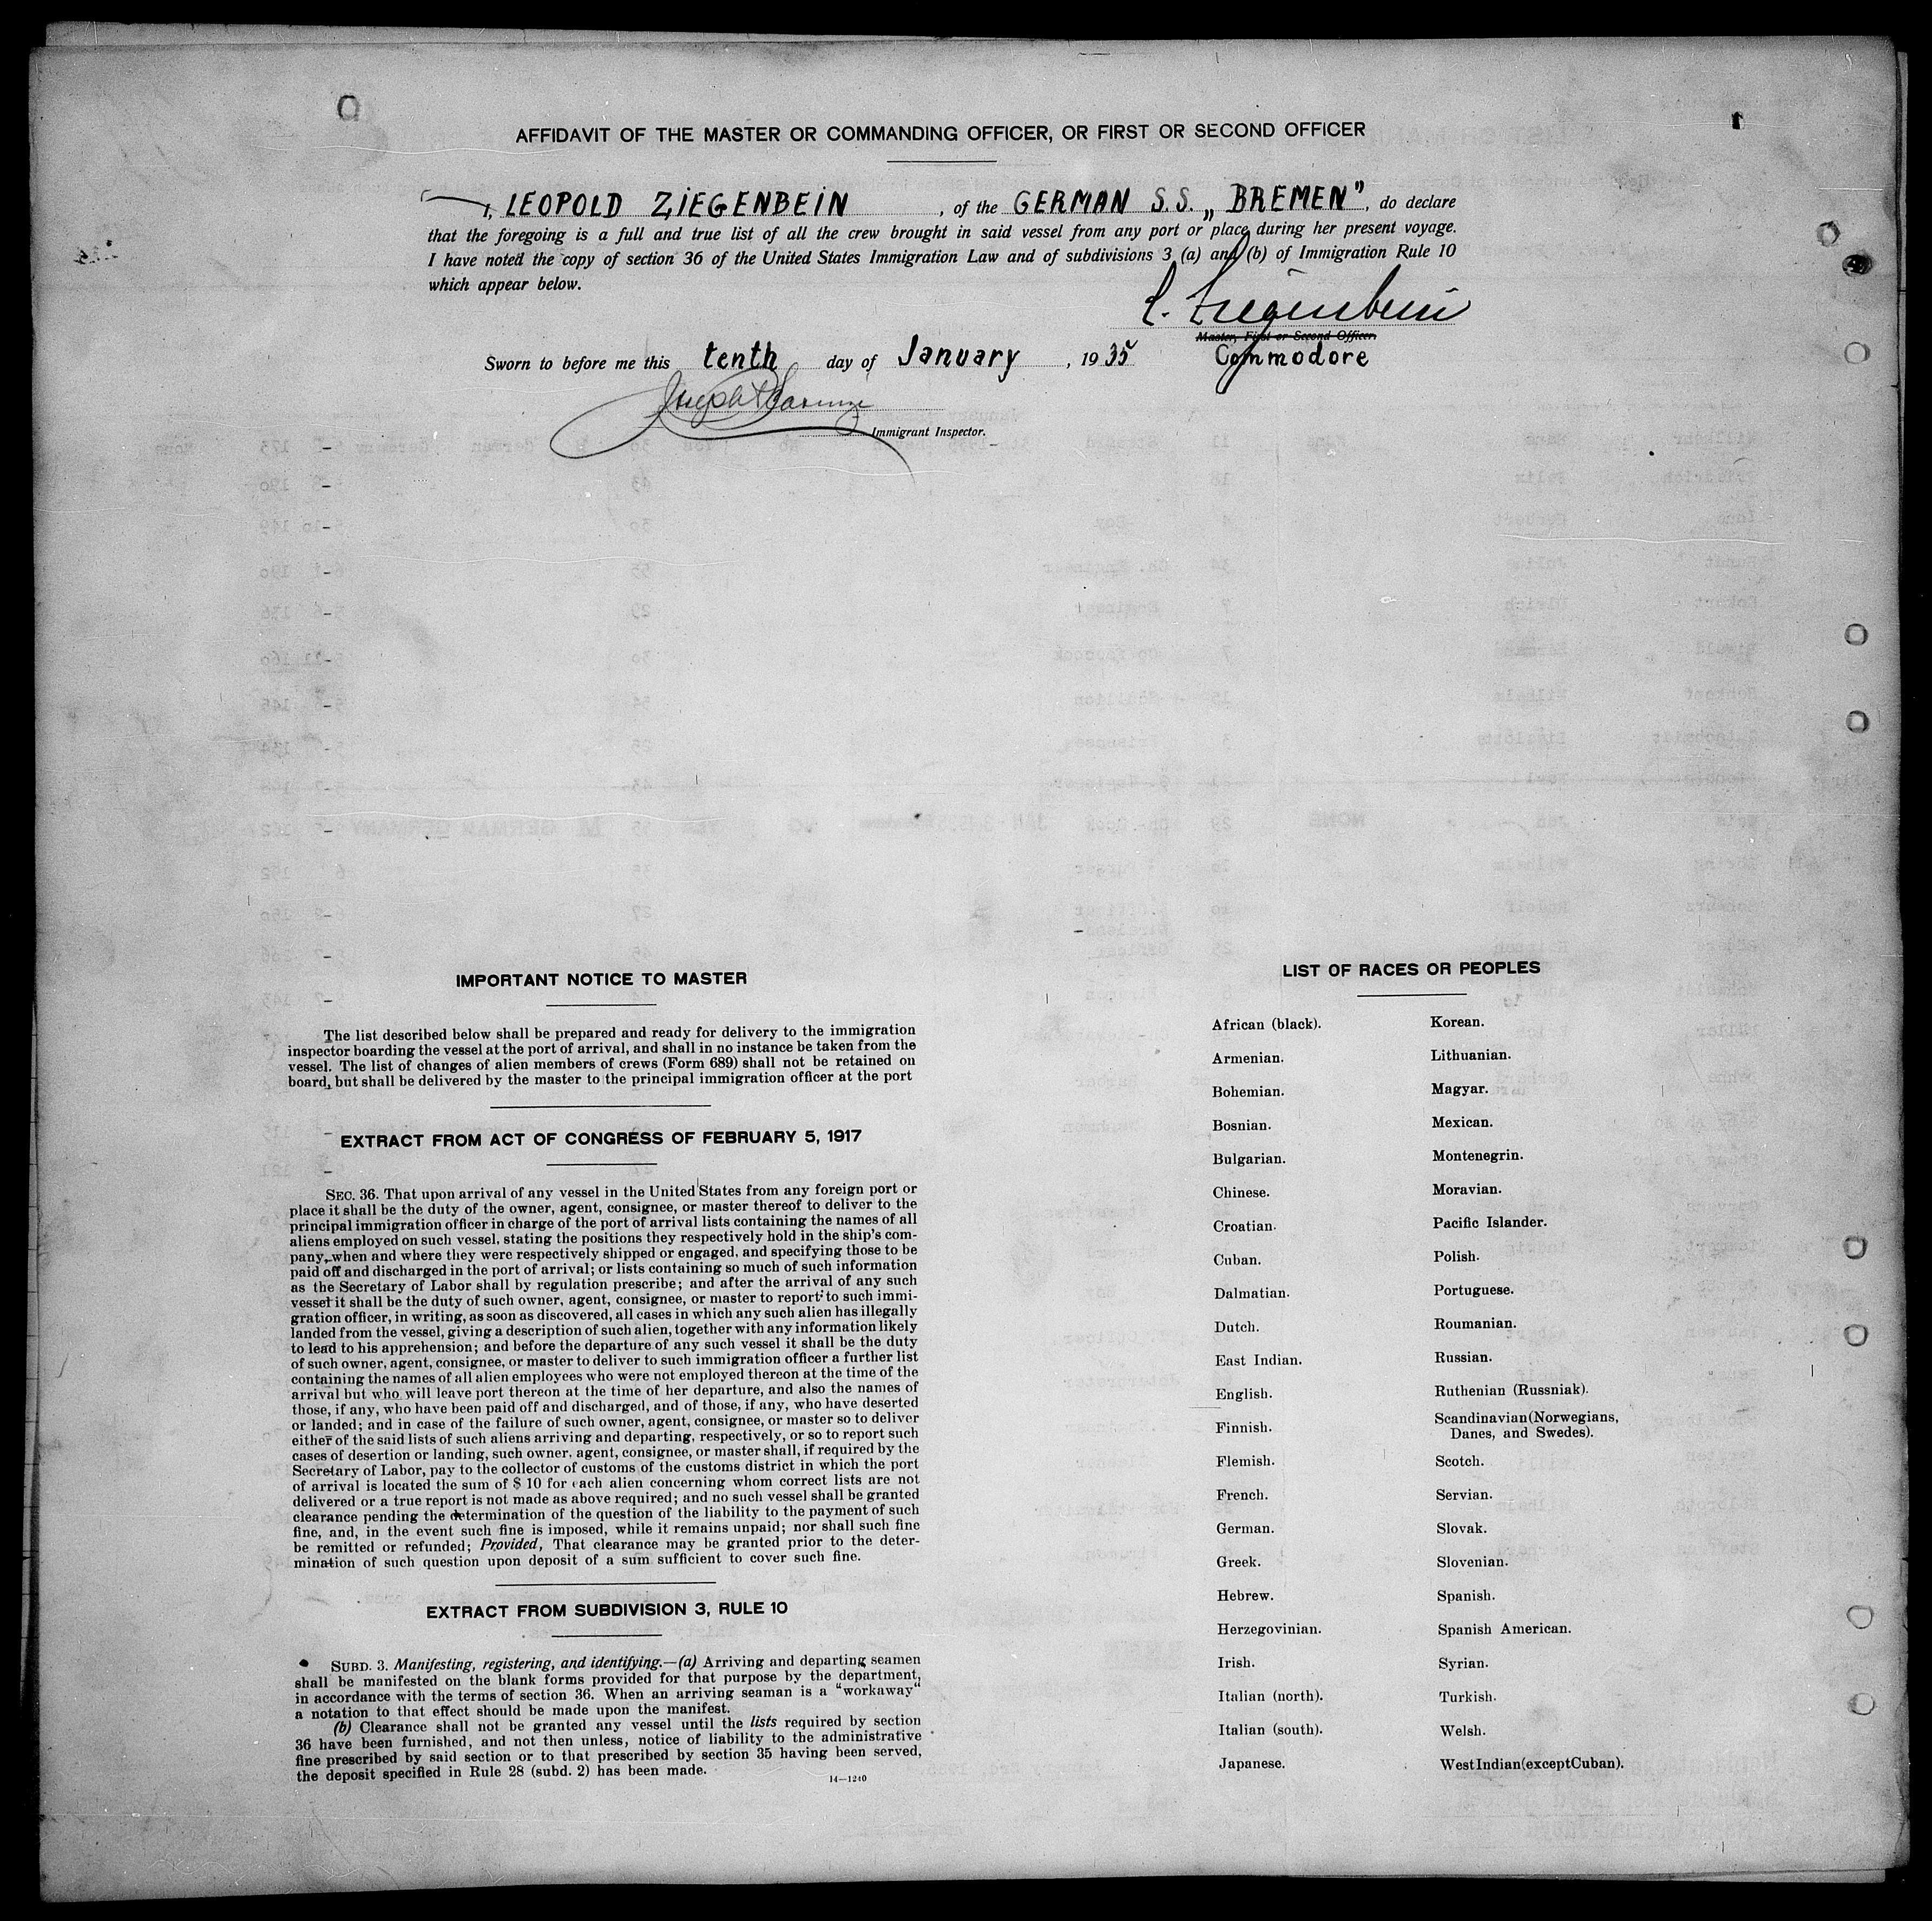 AFFIDAVIT OF THE MASTER OR COMMANDING OFFICER, OR FIRST OR SECOND OFFICER
I, LEOPOLD ZIEGENBEIN, of the GERMAN S.S. „BREMEN”, do declare
that the foregoing is a full and true list of all the crew brought in said vessel from any port or place during her present voyage.
I have noted the copy of section 36 of the United States Immigration Law and of subdivisions 3 (a) and (b) of Immigration Rule 10
which appear below.
L. Ziegenbein
Master, First or Second Officer.
Commodore
Sworn to before me this tenth day of January, 1935
Immigrant Inspector.
IMPORTANT NOTICE TO MASTER
The list described below shall be prepared and ready for delivery to the immigration
inspector boarding the vessel at the port of arrival, and shall in no instance be taken from the
vessel. The list of changes of alien members of crews (Form 689) shall not be retained on
board, but shall be delivered by the master to the principal immigration officer at the port
EXTRACT FROM ACT OF CONGRESS OF FEBRUARY 5, 1917
SEC. 36. That upon arrival of any vessel in the United States from any foreign port or
place it shall be the duty of the owner, agent, consignee, or master thereof to deliver to the
principal immigration officer in charge of the port of arrival lists containing the names of all
aliens employed on such vessel, stating the positions they respectively hold in the ship's com-
pany, when and where they were respectively shipped or engaged, and specifying those to be
paid off and discharged in the port of arrival; or lists containing so much of such information
as the Secretary of Labor shall by regulation prescribe; and after the arrival of any such
vessel it shall be the duty of such owner, agent, consignee, or master to report to such immi-
gration officer, in writing, as soon as discovered, all cases in which any such alien has illegally
landed from the vessel, giving a description of such alien, together with any information likely
to lead to his apprehension; and before the departure of any such vessel it shall be the duty
of such owner, agent, consignee, or master to deliver to such immigration officer a further list
containing the names of all alien employees who were not employed thereon at the time of the
arrival but who will leave port thereon at the time of her departure, and also the names of
those, if any, who have been paid off and discharged, and of those, if any, who have deserted
or landed; and in case of the failure of such owner, agent, consignee, or master so to deliver
either of the said lists of such aliens arriving and departing, respectively, or so to report such
cases of desertion or landing, such owner, agent, consignee, or master shall, if required by the
Secretary of Labor, pay to the collector of customs of the customs district in which the port
of arrival is located the sum of $ 10 for each alien concerning whom correct lists are not
delivered or a true report is not made as above required; and no such vessel shall be granted
clearance pending the determination of the question of the liability to the payment of such
fine, and, in the event such fine is imposed, while it remains unpaid; nor shall such fine
be remitted or refunded; Provided, That clearance may be granted prior to the deter-
mination of such question upon deposit of a sum sufficient to cover such fine.
EXTRACT FROM SUBDIVISION 3, RULE 10
SUBD. 3. Manifesting, registering, and identifying.—(a) Arriving and departing seamen
shall be manifested on the blank forms provided for that purpose by the department,
in accordance with the terms of section 36. When an arriving seaman is a "workaway"
a notation to that effect should be made upon the manifest.
(b) Clearance shall not be granted any vessel until the lists required by section
36 have been furnished, and not then unless, notice of liability to the administrative
fine prescribed by said section or to that prescribed by section 35 having been served,
the deposit specified in Rule 28 (subd. 2) has been made.
14—1240
LIST OF RACES OR PEOPLES
African (black).
Armenian.
Bohemian.
Bosnian.
Bulgarian.
Chinese.
Croatian.
Cuban.
Dalmatian.
Dutch.
East Indian.
English.
Finnish.
Flemish.
French.
German.
Greek.
Hebrew.
Herzegovinian.
Irish.
Italian (north).
Italian (south).
Japanese.
Korean.
Lithuanian.
Magyar.
Mexican.
Montenegrin.
Moravian.
Pacific Islander.
Polish.
Portuguese.
Roumanian.
Russian.
Ruthenian (Russniak).
Scandinavian (Norwegians,
Danes, and Swedes).
Scotch.
Servian.
Slovak.
Slovenian.
Spanish.
Spanish American.
Syrian.
Turkish.
Welsh.
West Indian (except Cuban).